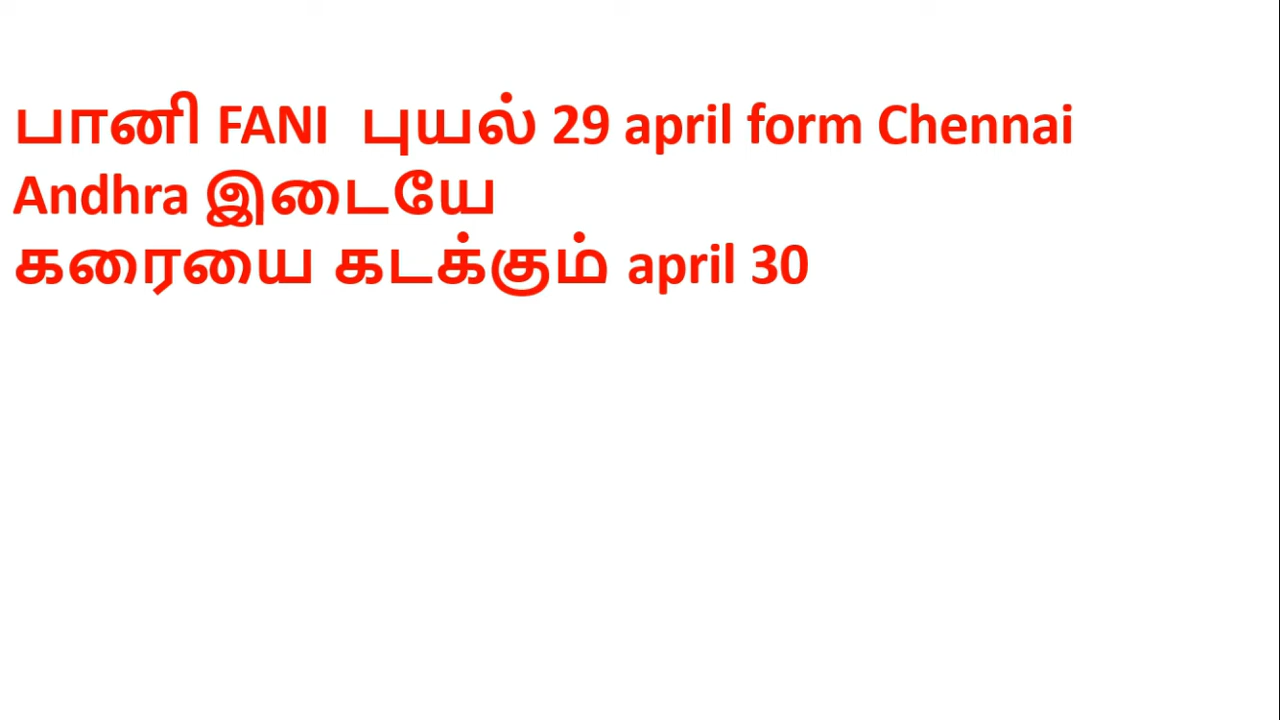 பானி FANI புயல் 29 april form Chennai
Andhra இடையே
கரையை கடக்கும் april 30